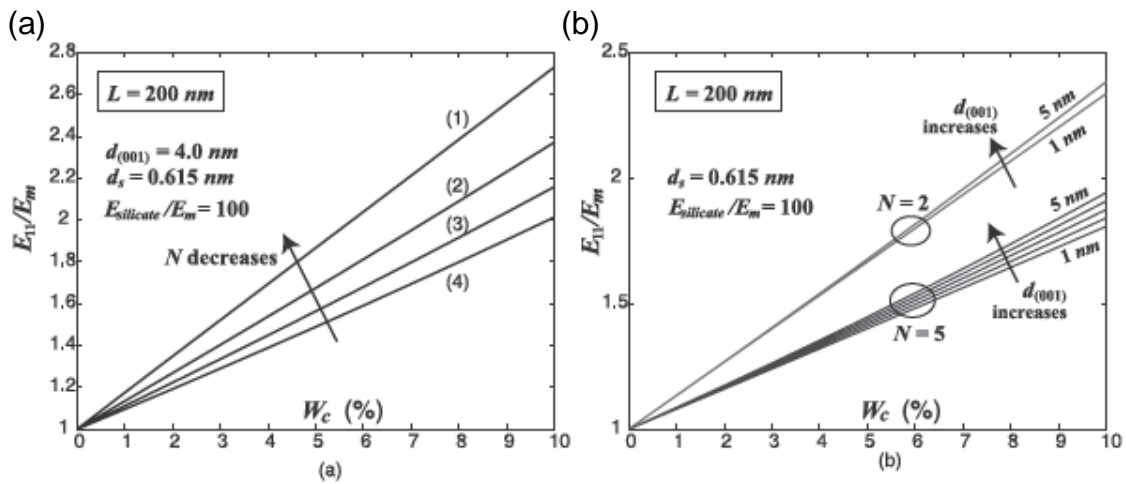 (a)
2.8
2.6
2.4
2.2
2
1.8
1.6
1.4
1.2
1
E11/Em
L = 200 nm
d(001) = 4.0 nm
ds = 0.615 nm
Esilicate/Em = 100
N decreases
(1)
(2)
(3)
(4)
Wc (%)
0 1 2 3 4 5 6 7 8 9 10
(a)
(b)
2.5
2
1.5
1
E11/Em
L = 200 nm
ds = 0.615 nm
Esilicate/Em = 100
d(001)
increases
5 nm
1 nm
N = 2
5 nm
1 nm
d(001)
increases
N = 5
Wc (%)
0 1 2 3 4 5 6 7 8 9 10
(b)